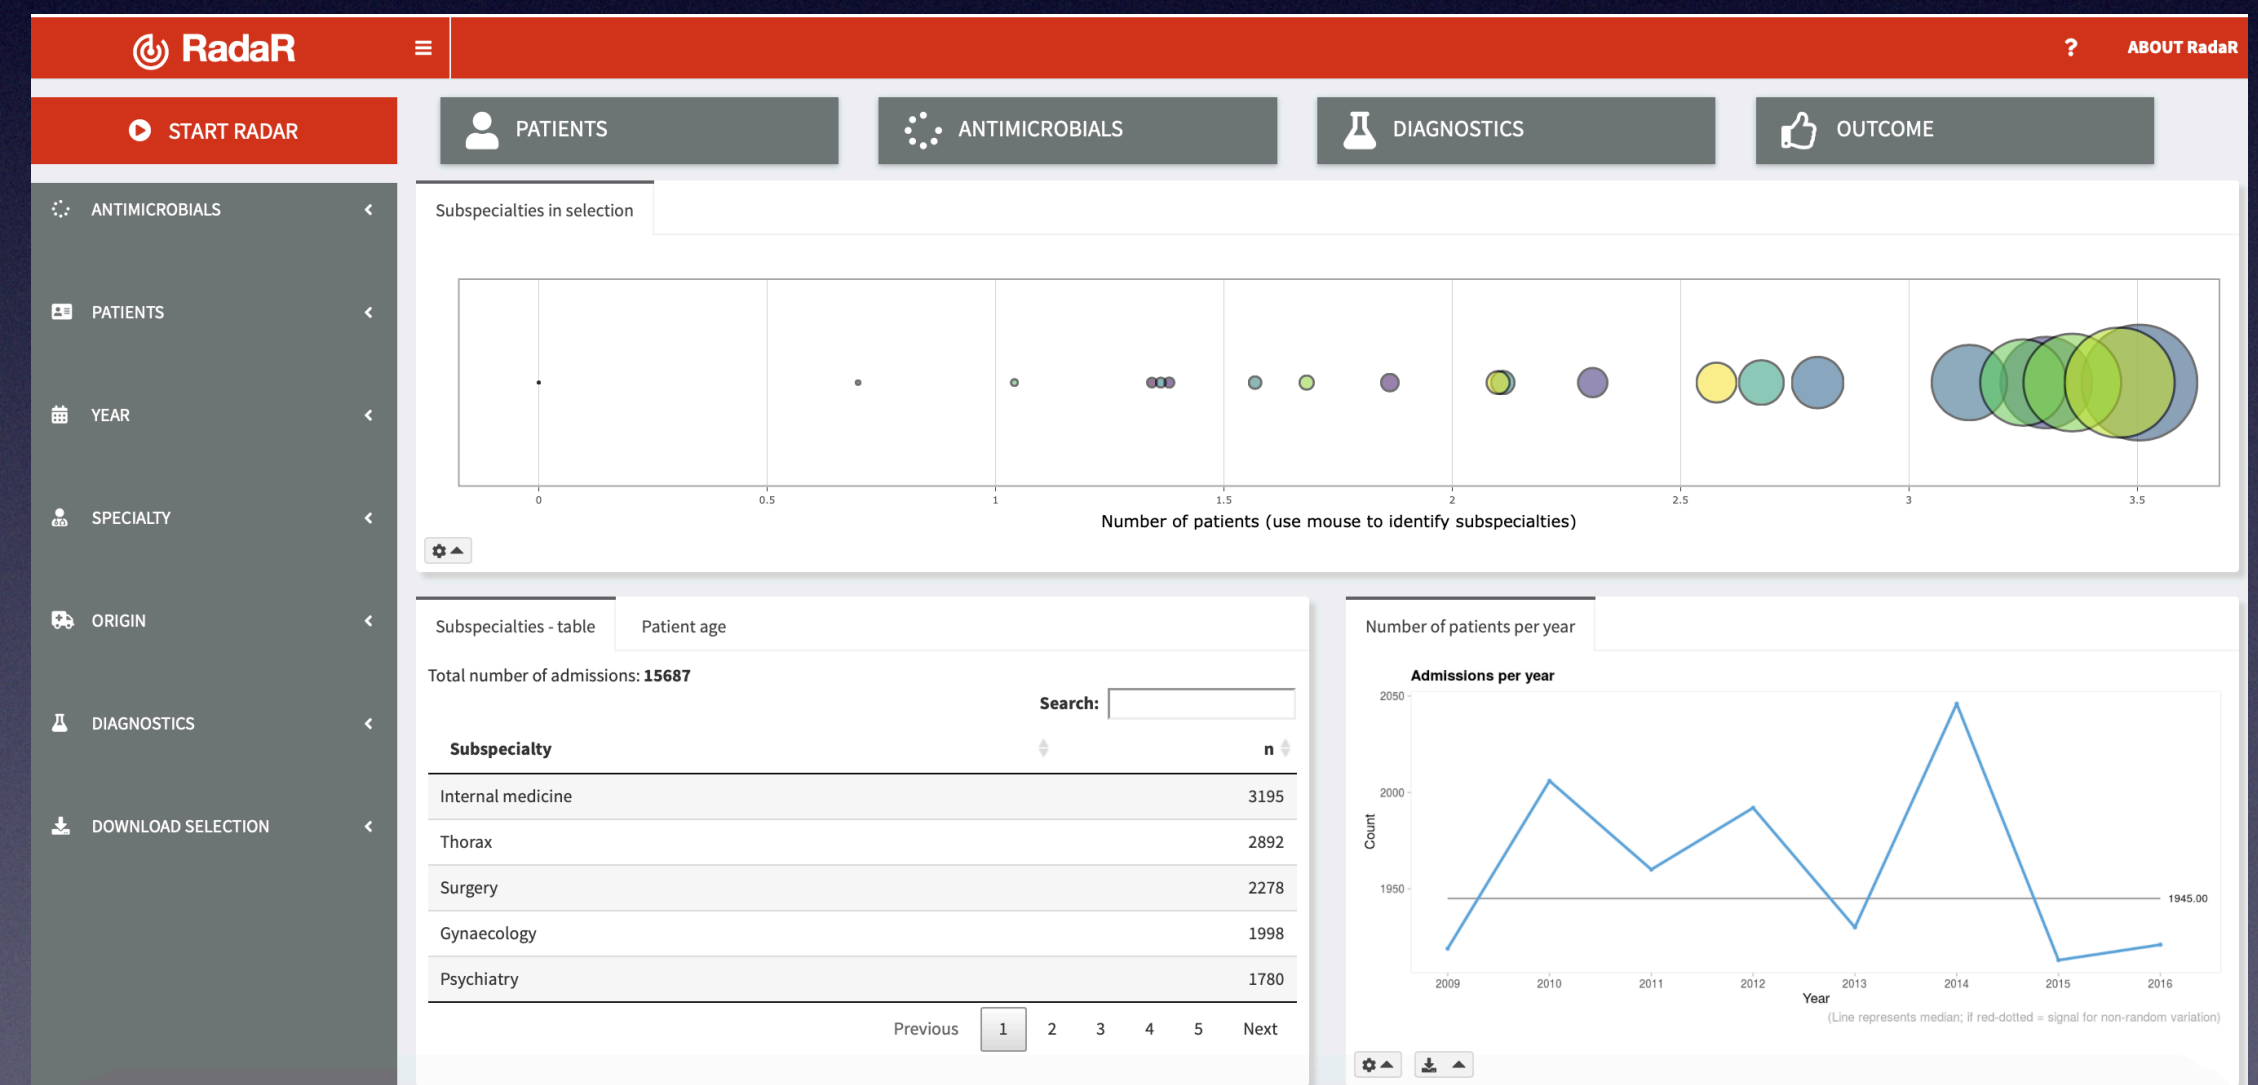 RadaR
? ABOUT RadaR
START RADAR
PATIENTS
ANTIMICROBIALS
DIAGNOSTICS
OUTCOME
ANTIMICROBIALS
PATIENTS
YEAR
SPECIALTY
ORIGIN
DIAGNOSTICS
DOWNLOAD SELECTION
Subspecialties in selection
0 0.5 1 1.5 2 2.5 3 3.5
Number of patients (use mouse to identify subspecialties)
Subspecialties - table Patient age
Total number of admissions: 15687
Search:
Subspecialty n
Internal medicine 3195
Thorax 2892
Surgery 2278
Gynaecology 1998
Psychiatry 1780
Previous 1 2 3 4 5 Next
Number of patients per year
Admissions per year
2050
2000
1950
Count
1945.00
2009 2010 2011 2012 2013 2014 2015 2016
Year
(Line represents median; if red-dotted = signal for non-random variation)